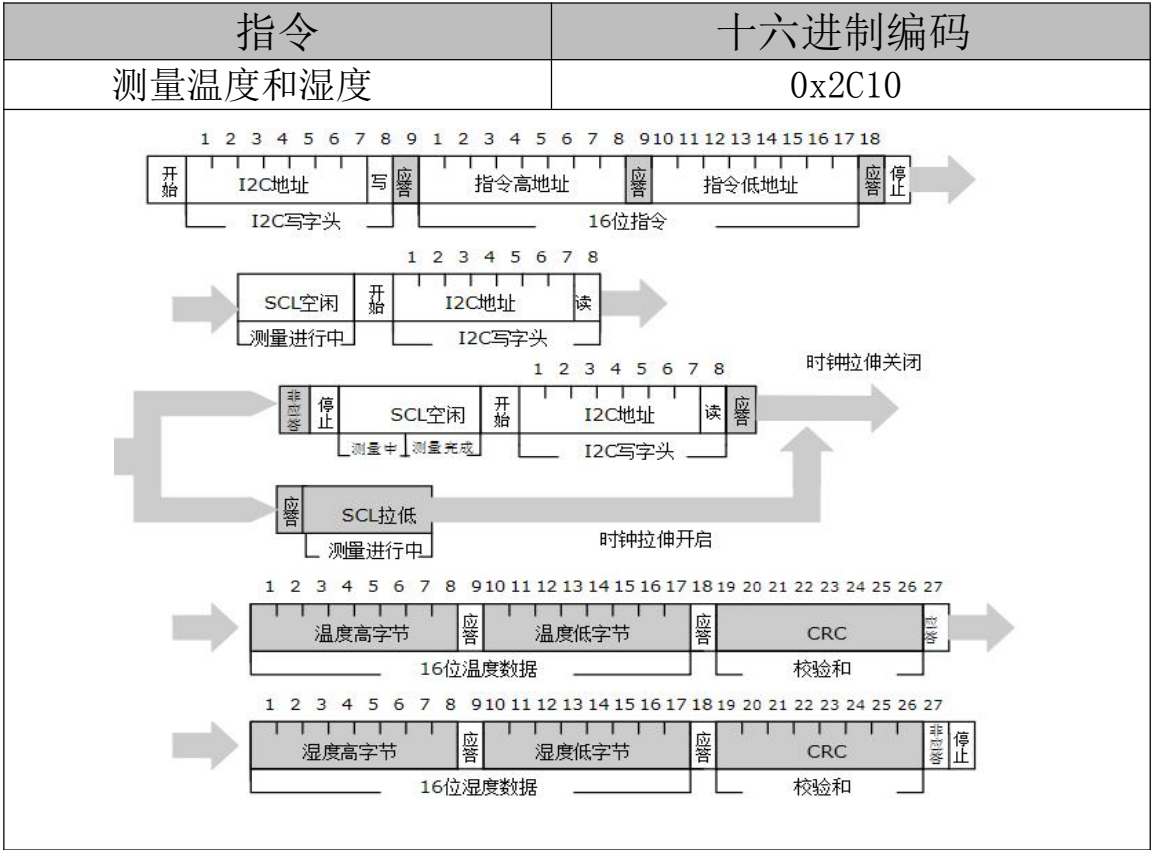 指令 十六进制编码
测量温度和湿度 0x2C10
1 2 3 4 5 6 7 8 9 1 2 3 4 5 6 7 8 9 10 11 12 13 14 15 16 17 18
开始 I2C地址 写 应答 指令高地址 应答 指令低地址 应答 停止
I2C写字头 16位指令
1 2 3 4 5 6 7 8
SCL空闲 开始 I2C地址 读
测量进行中 I2C写字头
时钟拉伸关闭
1 2 3 4 5 6 7 8
非应答 停止 SCL空闲 开始 I2C地址 读 应答
测量中 测量完成 I2C写字头
应答 SCL拉低
测量进行中 时钟拉伸开启
1 2 3 4 5 6 7 8 9 10 11 12 13 14 15 16 17 18 19 20 21 22 23 24 25 26 27
温度高字节 应答 温度低字节 应答 CRC 应答
16位温度数据 校验和
1 2 3 4 5 6 7 8 9 10 11 12 13 14 15 16 17 18 19 20 21 22 23 24 25 26 27
湿度高字节 应答 湿度低字节 应答 CRC 非应答 停止
16位湿度数据 校验和